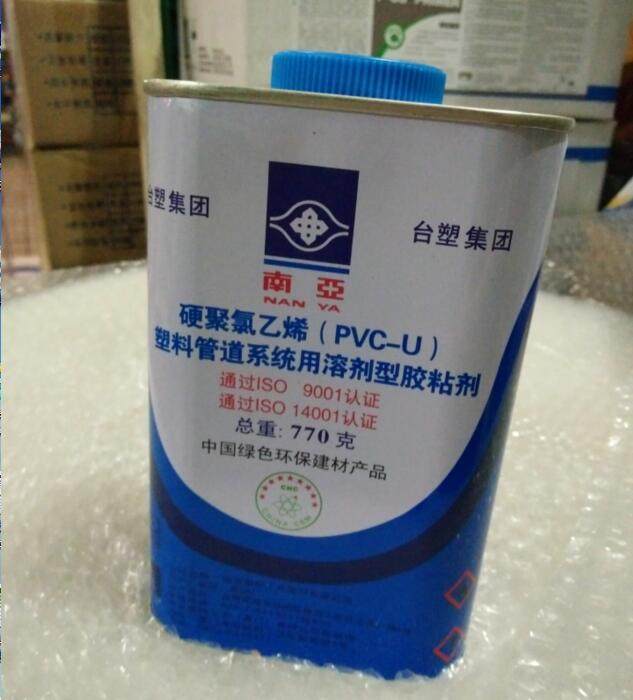 台塑集团
台塑集团
南亞
NAN YA
硬聚氯乙烯（PVC-U）
塑料管道系统用溶剂型胶粘剂
通过ISO 9001认证
通过ISO 14001认证
总重: 770 克
中国绿色环保建材产品
CMC